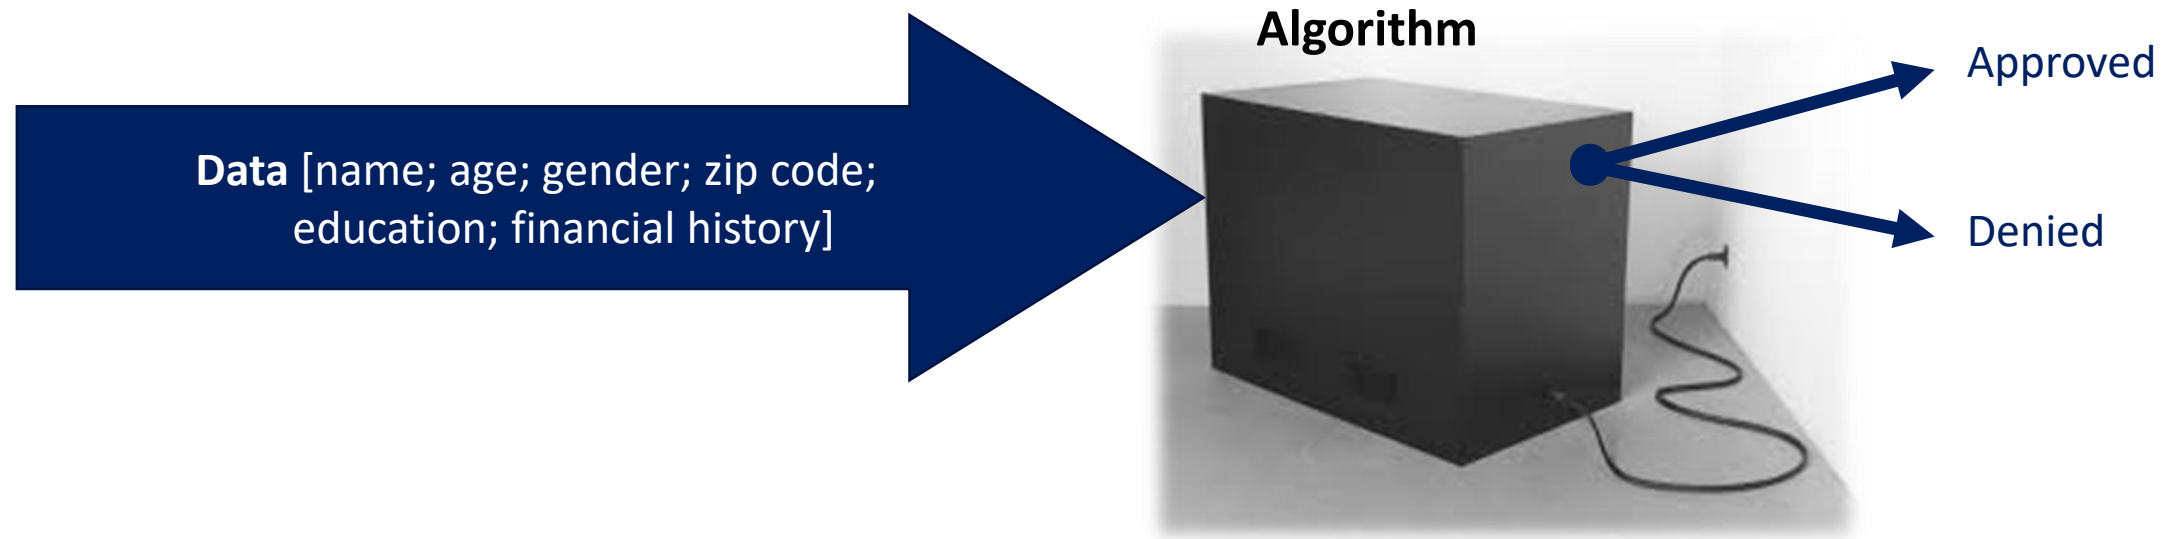 Algorithm
Approved
Data [name; age; gender; zip code;
education; financial history]
Denied